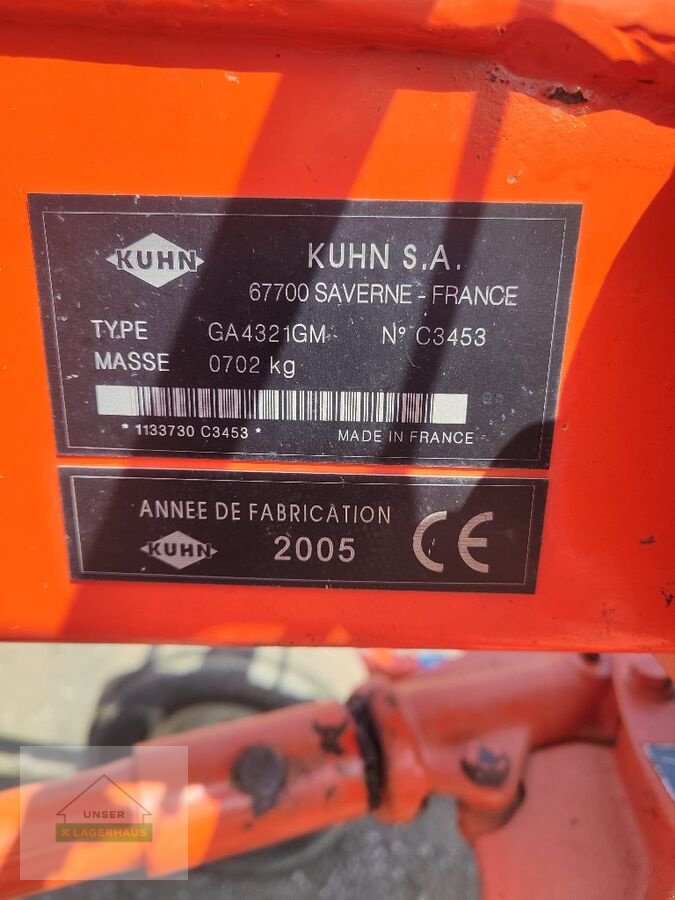 KUHN
KUHN S.A.
67700 SAVERNE - FRANCE
TYPE GA4321GM N° C3453
MASSE 0702 kg
* 1133730 C3453 * MADE IN FRANCE
ANNEE DE FABRICATION
KUHN 2005 CE
UNSER
X LAGERHAUS